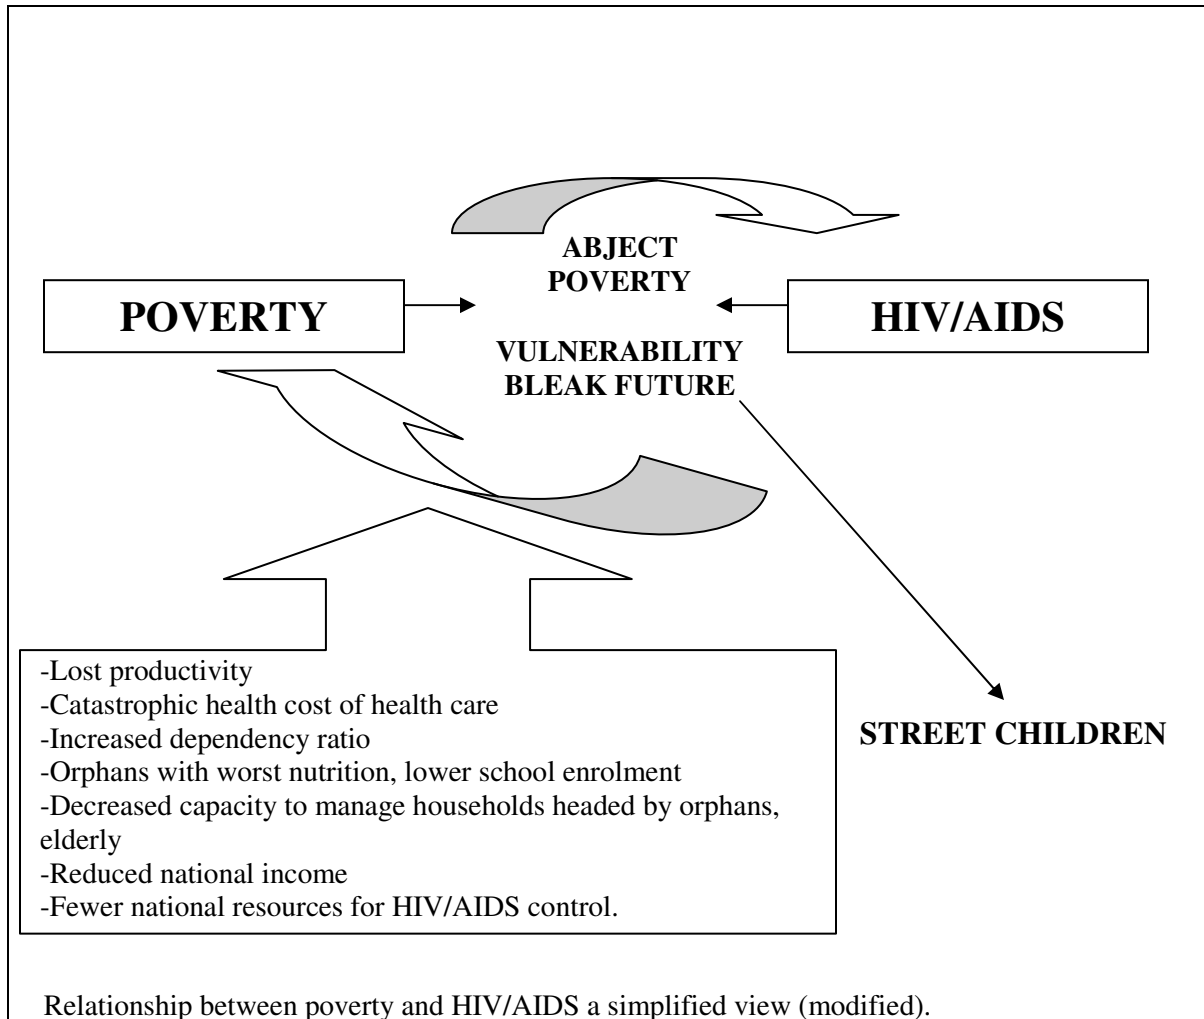 ABJECT
POVERTY
POVERTY
HIV/AIDS
VULNERABILITY
BLEAK FUTURE
-Lost productivity
-Catastrophic health cost of health care
-Increased dependency ratio
-Orphans with worst nutrition, lower school enrolment
-Decreased capacity to manage households headed by orphans,
elderly
-Reduced national income
-Fewer national resources for HIV/AIDS control.
STREET CHILDREN
Relationship between poverty and HIV/AIDS a simplified view (modified).